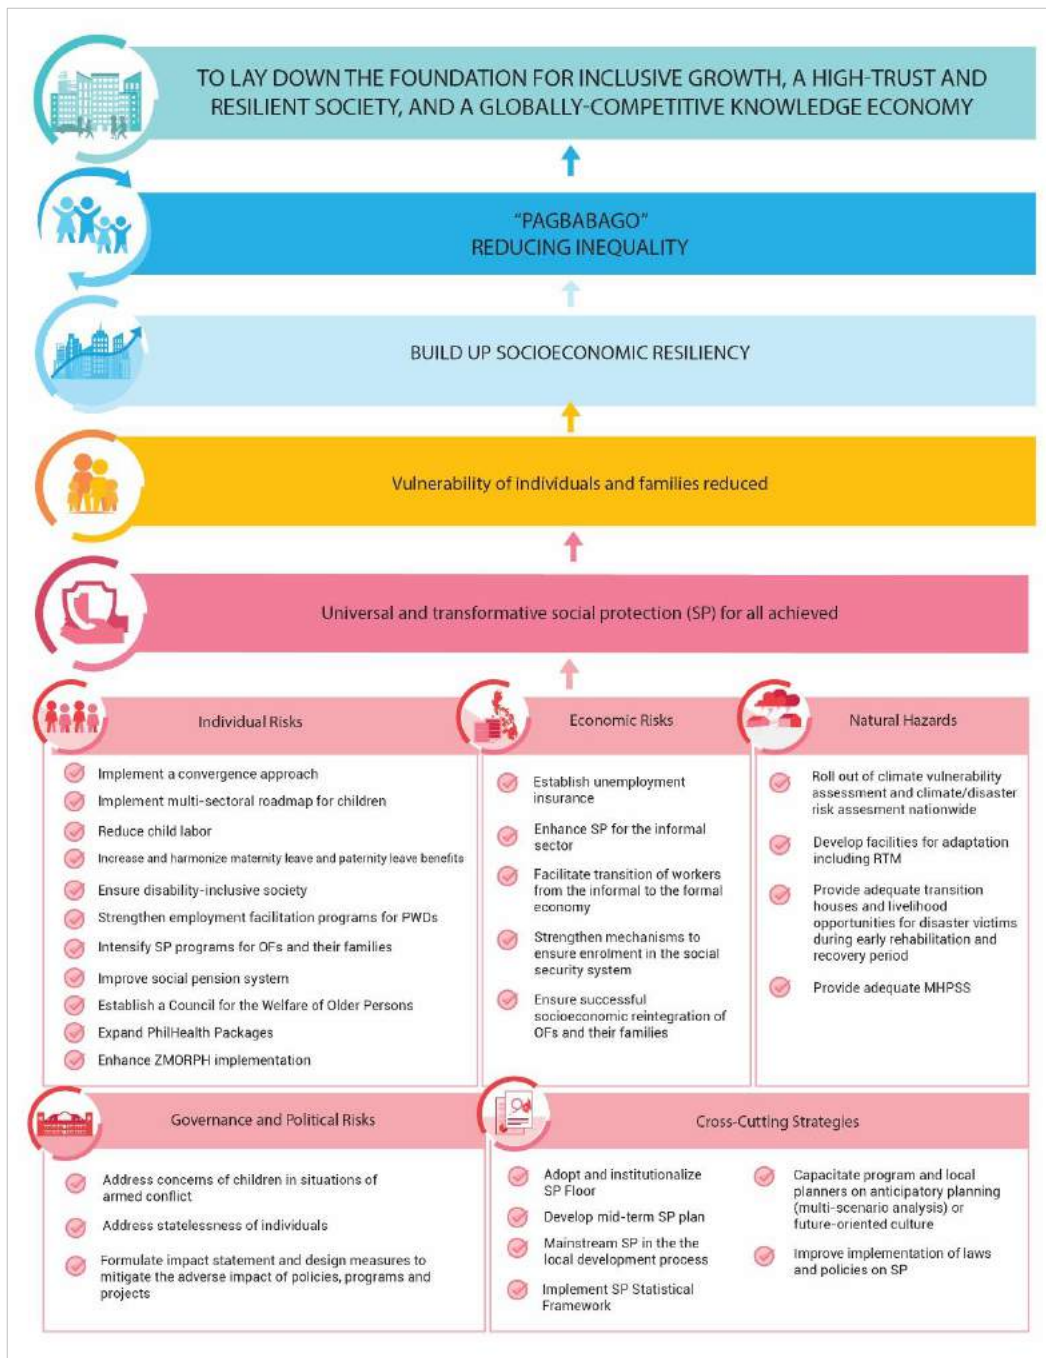 TO LAY DOWN THE FOUNDATION FOR INCLUSIVE GROWTH, A HIGH-TRUST AND
RESILIENT SOCIETY, AND A GLOBALLY-COMPETITIVE KNOWLEDGE ECONOMY
“PAGBABAGO”
REDUCING INEQUALITY
BUILD UP SOCIOECONOMIC RESILIENCY
Vulnerability of individuals and families reduced
Universal and transformative social protection (SP) for all achieved
Individual Risks
Implement a convergence approach
Implement multi-sectoral roadmap for children
Reduce child labor
Increase and harmonize maternity leave and paternity leave benefits
Ensure disability-inclusive society
Strengthen employment facilitation programs for PWDs
Intensify SP programs for OFs and their families
Improve social pension system
Establish a Council for the Welfare of Older Persons
Expand PhilHealth Packages
Enhance ZMORPH implementation
Economic Risks
Establish unemployment
insurance
Enhance SP for the informal
sector
Facilitate transition of workers
from the informal to the formal
economy
Strengthen mechanisms to
ensure enrolment in the social
security system
Ensure successful
socioeconomic reintegration of
OFs and their families
Natural Hazards
Roll out of climate vulnerability
assessment and climate/disaster
risk assesment nationwide
Develop facilities for adaptation
including RTM
Provide adequate transition
houses and livelihood
opportunities for disaster victims
during early rehabilitation and
recovery period
Provide adequate MHPSS
Governance and Political Risks
Address concerns of children in situations of
armed conflict
Address statelessness of individuals
Formulate impact statement and design measures to
mitigate the adverse impact of policies, programs and
projects
Cross-Cutting Strategies
Adopt and institutionalize
SP Floor
Develop mid-term SP plan
Mainstream SP in the the
local development process
Implement SP Statistical
Framework
Capacitate program and local
planners on anticipatory planning
(multi-scenario analysis) or
future-oriented culture
Improve implementation of laws
and policies on SP